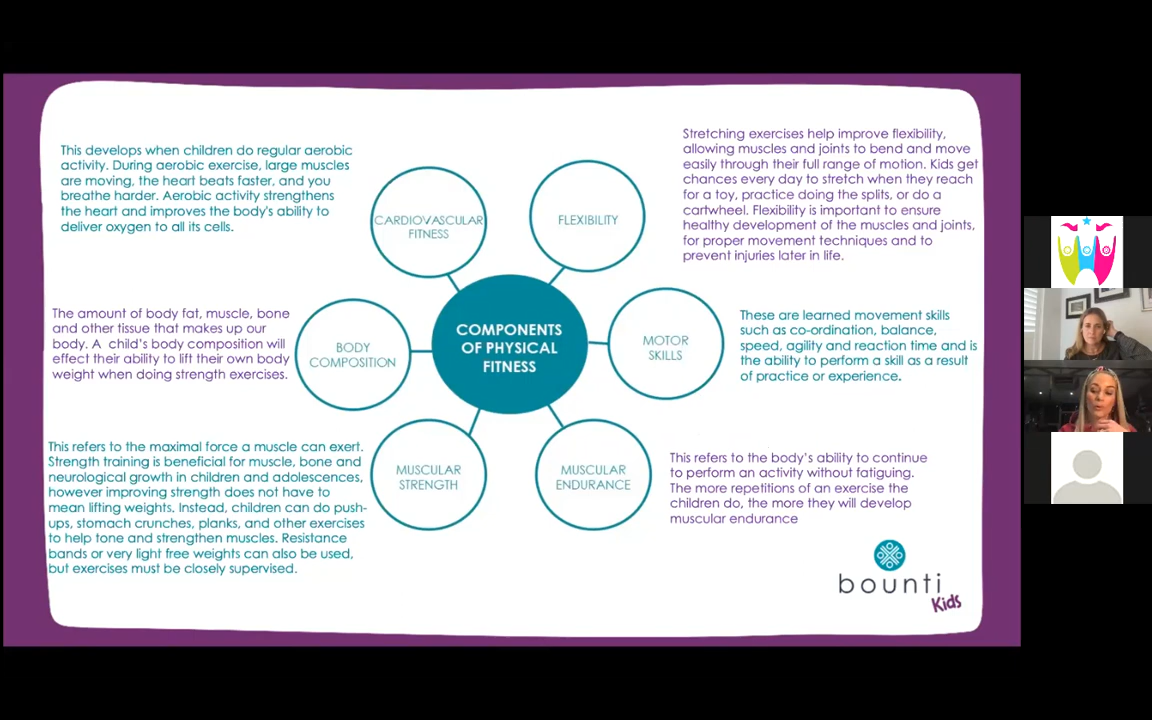 This develops when children do regular aerobic
activity. During aerobic exercise, large muscles
are moving, the heart beats faster, and you
breathe harder. Aerobic activity strengthens
the heart and improves the body's ability to
deliver oxygen to all its cells.
CARDIOVASCULAR
FITNESS
FLEXIBILITY
Stretching exercises help improve flexibility,
allowing muscles and joints to bend and move
easily through their full range of motion. Kids get
chances every day to stretch when they reach
for a toy, practice doing the splits, or do a
cartwheel. Flexibility is important to ensure
healthy development of the muscles and joints,
for proper movement techniques and to
prevent injuries later in life.
The amount of body fat, muscle, bone
and other tissue that makes up our
body. A child's body composition will
effect their ability to lift their own body
weight when doing strength exercises.
BODY
COMPOSITION
COMPONENTS
OF PHYSICAL
FITNESS
MOTOR
SKILLS
These are learned movement skills
such as co-ordination, balance,
speed, agility and reaction time and is
the ability to perform a skill as a result
of practice or experience.
This refers to the maximal force a muscle can exert.
Strength training is beneficial for muscle, bone and
neurological growth in children and adolescences,
however improving strength does not have to
mean lifting weights. Instead, children can do push-
ups, stomach crunches, planks, and other exercises
to help tone and strengthen muscles. Resistance
bands or very light free weights can also be used,
but exercises must be closely supervised.
MUSCULAR
STRENGTH
MUSCULAR
ENDURANCE
This refers to the body's ability to continue
to perform an activity without fatiguing.
The more repetitions of an exercise the
children do, the more they will develop
muscular endurance
bounti
Kids